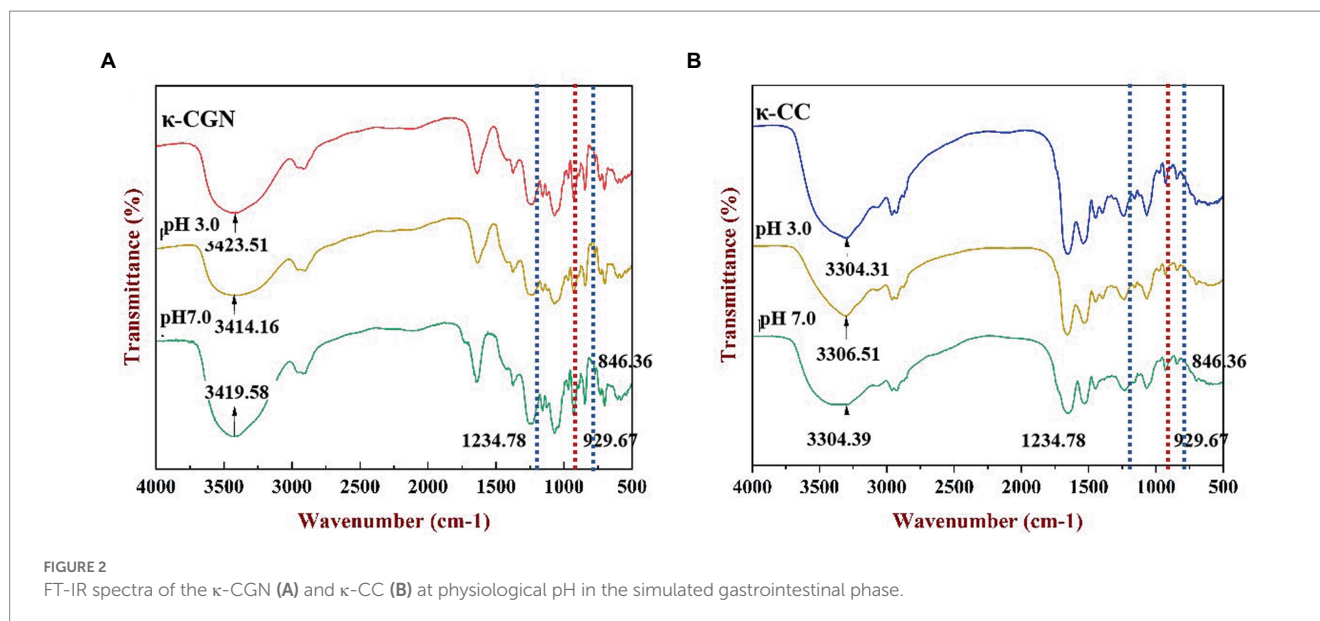 A
κ-CGN
pH 3.0
3423.51
pH7.0
3414.16
3419.58
846.36
1234.78
929.67
4000 3500 3000 2500 2000 1500 1000 500
Wavenumber (cm-1)
Transmittance (%)
B
κ-CC
pH 3.0
3304.31
pH 7.0
3306.51
846.36
3304.39
1234.78
929.67
4000 3500 3000 2500 2000 1500 1000 500
Wavenumber (cm-1)
Transmittance (%)
FIGURE 2
FT-IR spectra of the κ-CGN (A) and κ-CC (B) at physiological pH in the simulated gastrointestinal phase.